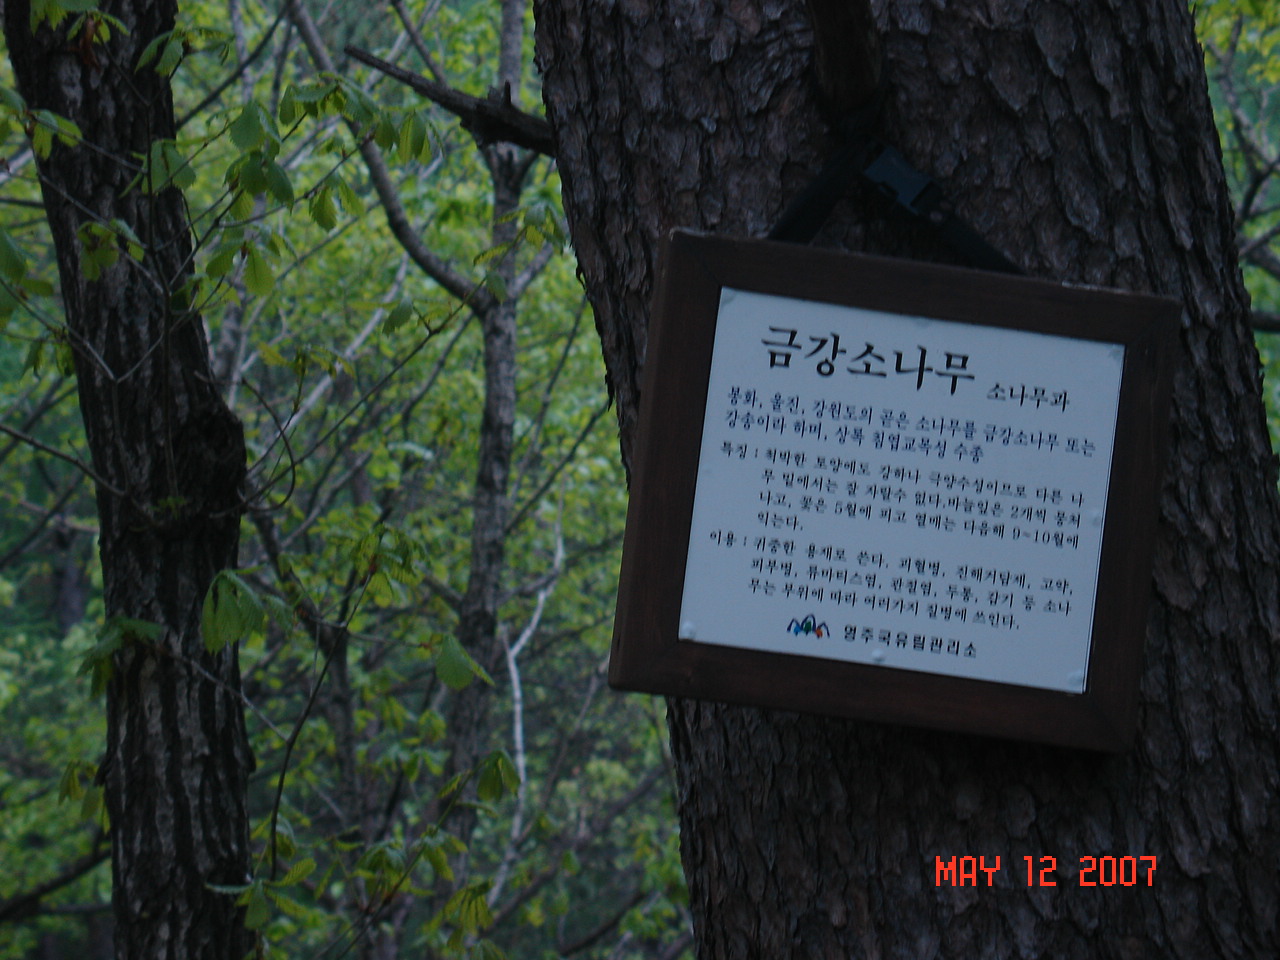 금강소나무 소나무과
봉화, 울진, 강원도의 곧은 소나무를 금강소나무 또는
강송이라 하며, 상록 침엽교목성 수종
특징 : 척박한 토양에도 강하나 극양수성이므로 다른 나
무 밑에서는 잘 자랄수 없다.바늘잎은 2개씩 뭉쳐
나고, 꽃은 5월에 피고 열매는 다음해 9~10월에
익는다.
이용 : 귀중한 용재로 쓴다. 괴혈병, 진해거담제, 고약,
피부병, 류마티스염, 관절염, 두통, 감기 등 소나
무는 부위에 따라 여러가지 질병에 쓰인다.
영주국유림관리소
MAY 12 2007